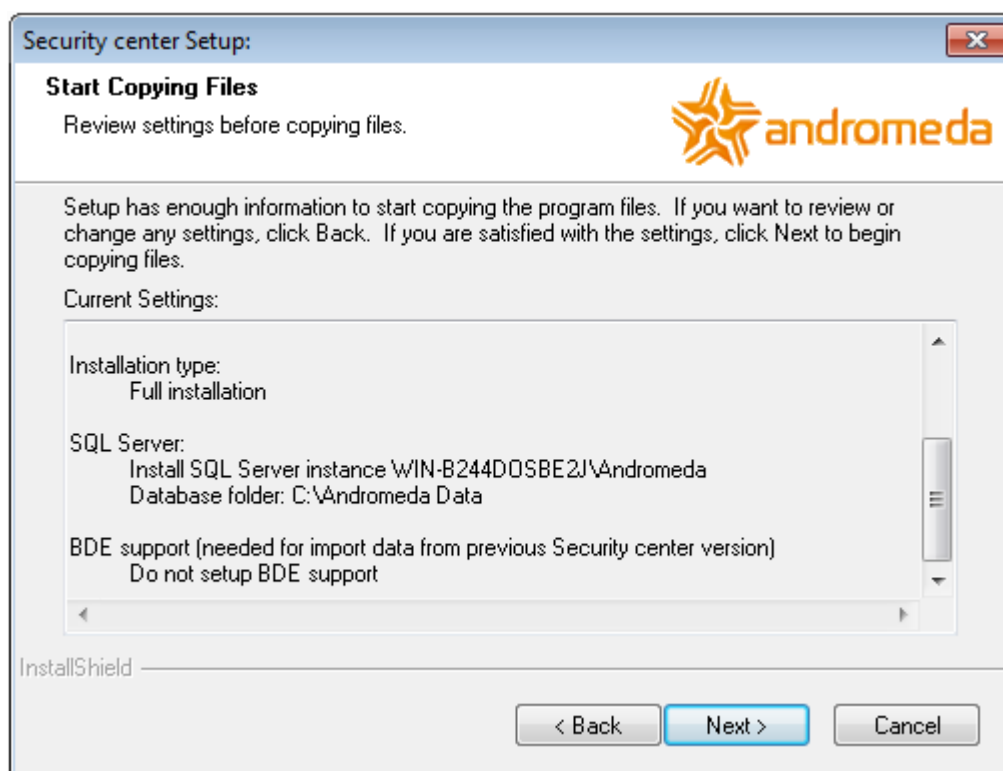 Security center Setup:
Start Copying Files
Review settings before copying files.
andromeda
Setup has enough information to start copying the program files.  If you want to review or
change any settings, click Back.  If you are satisfied with the settings, click Next to begin
copying files.
Current Settings:
Installation type:
Full installation
SQL Server:
Install SQL Server instance WIN-B244DOSBE2J\Andromeda
Database folder: C:\Andromeda Data
BDE support (needed for import data from previous Security center version)
Do not setup BDE support
InstallShield
< Back
Next >
Cancel